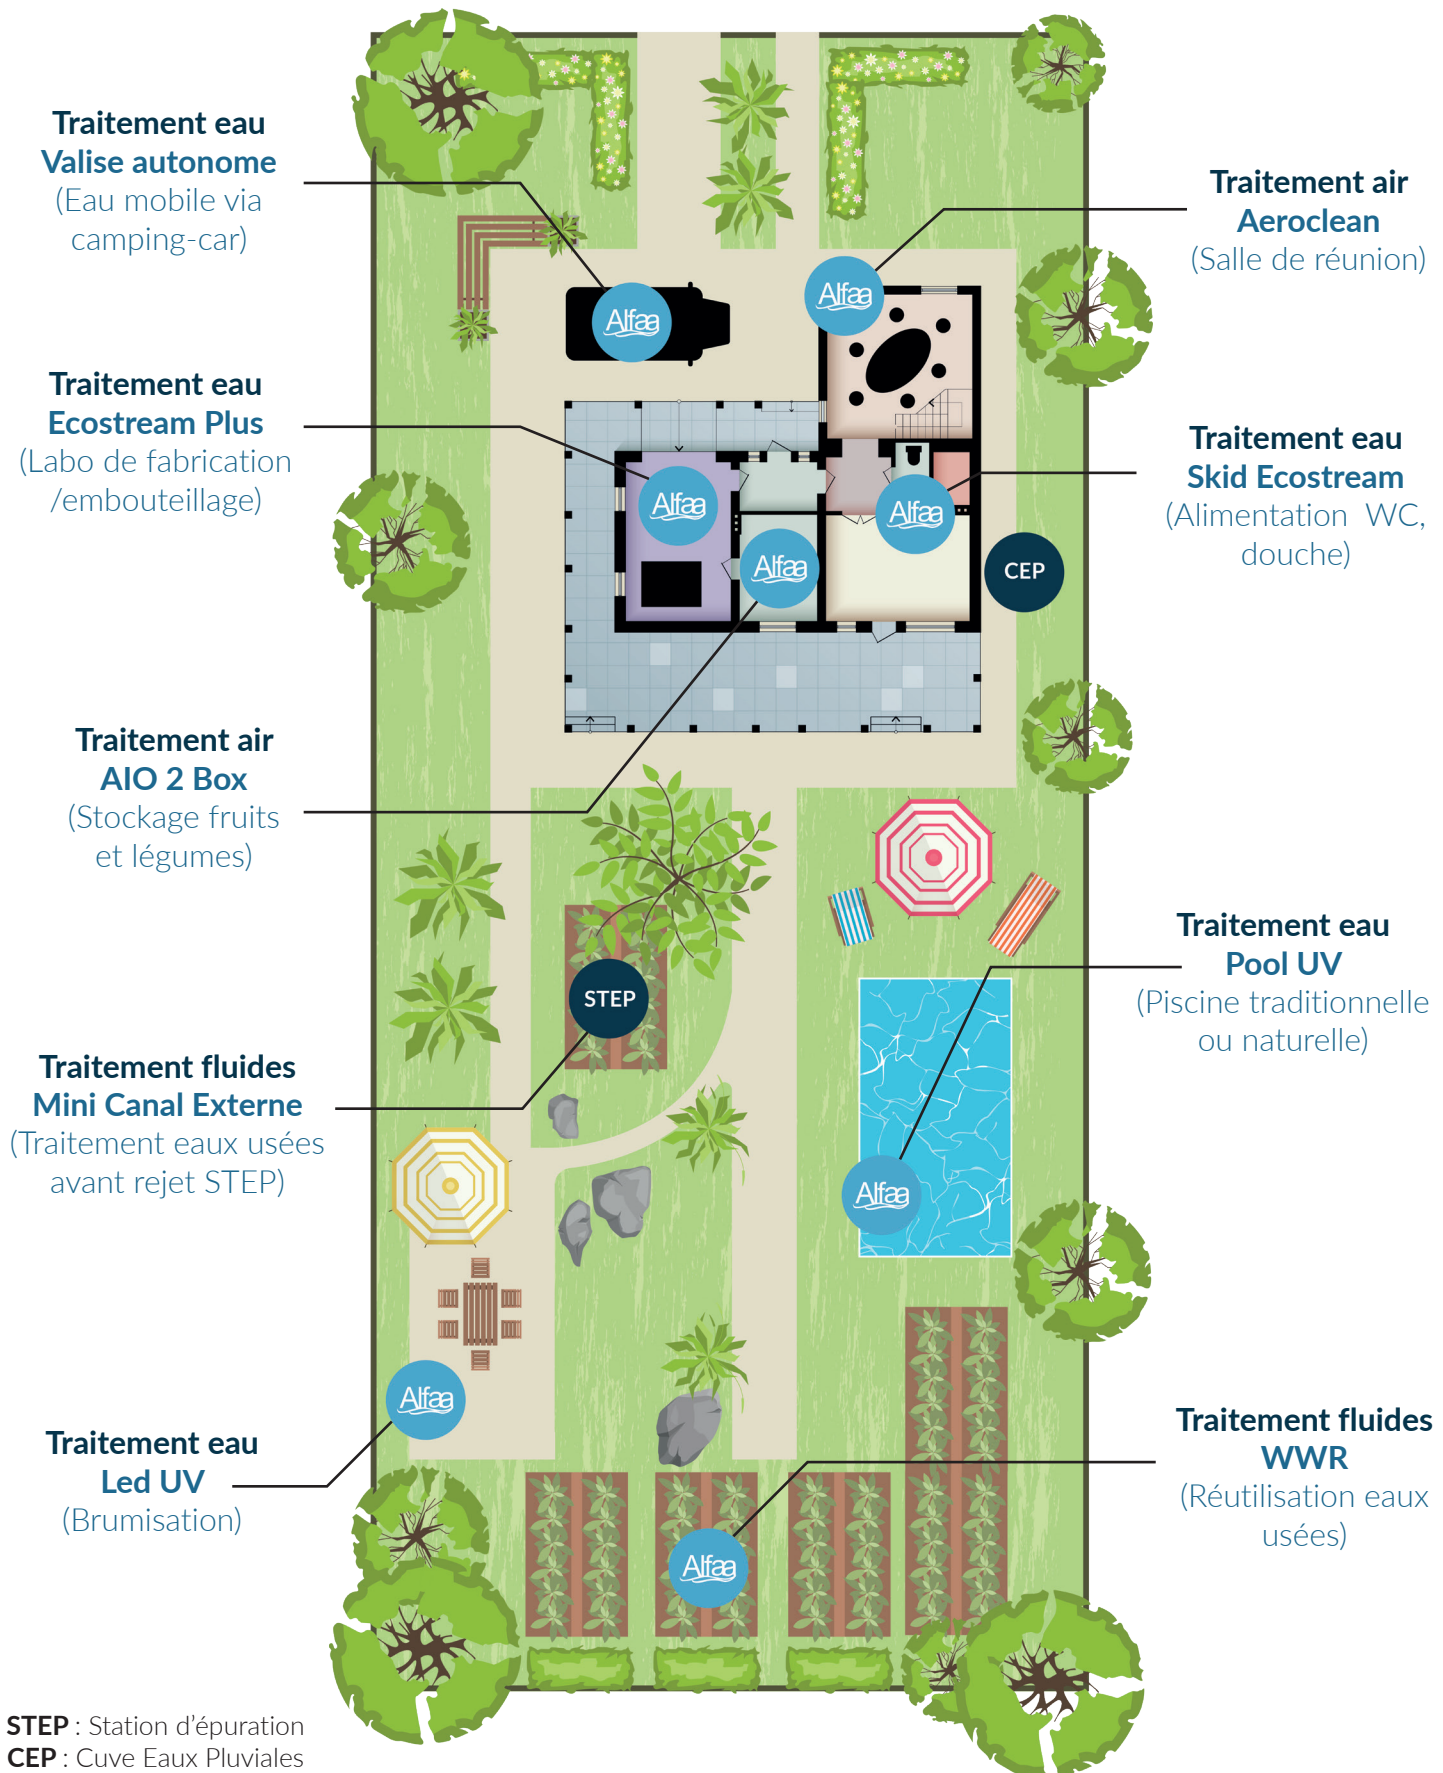 Traitement eau
Valise autonome
(Eau mobile via
camping-car)
Traitement air
Aeroclean
(Salle de réunion)
Alfaa
Alfaa
Traitement eau
Ecostream Plus
(Labo de fabrication
/embouteillage)
Traitement eau
Skid Ecostream
(Alimentation WC,
douche)
Alfaa
Alfaa
Alfaa
CEP
Traitement air
AIO 2 Box
(Stockage fruits
et légumes)
Traitement eau
Pool UV
(Piscine traditionnelle
ou naturelle)
STEP
Traitement fluides
Mini Canal Externe
(Traitement eaux usées
avant rejet STEP)
Alfaa
Alfaa
Traitement eau
Led UV
(Brumisation)
Traitement fluides
WWR
(Réutilisation eaux
usées)
Alfaa
STEP : Station d’épuration
CEP : Cuve Eaux Pluviales